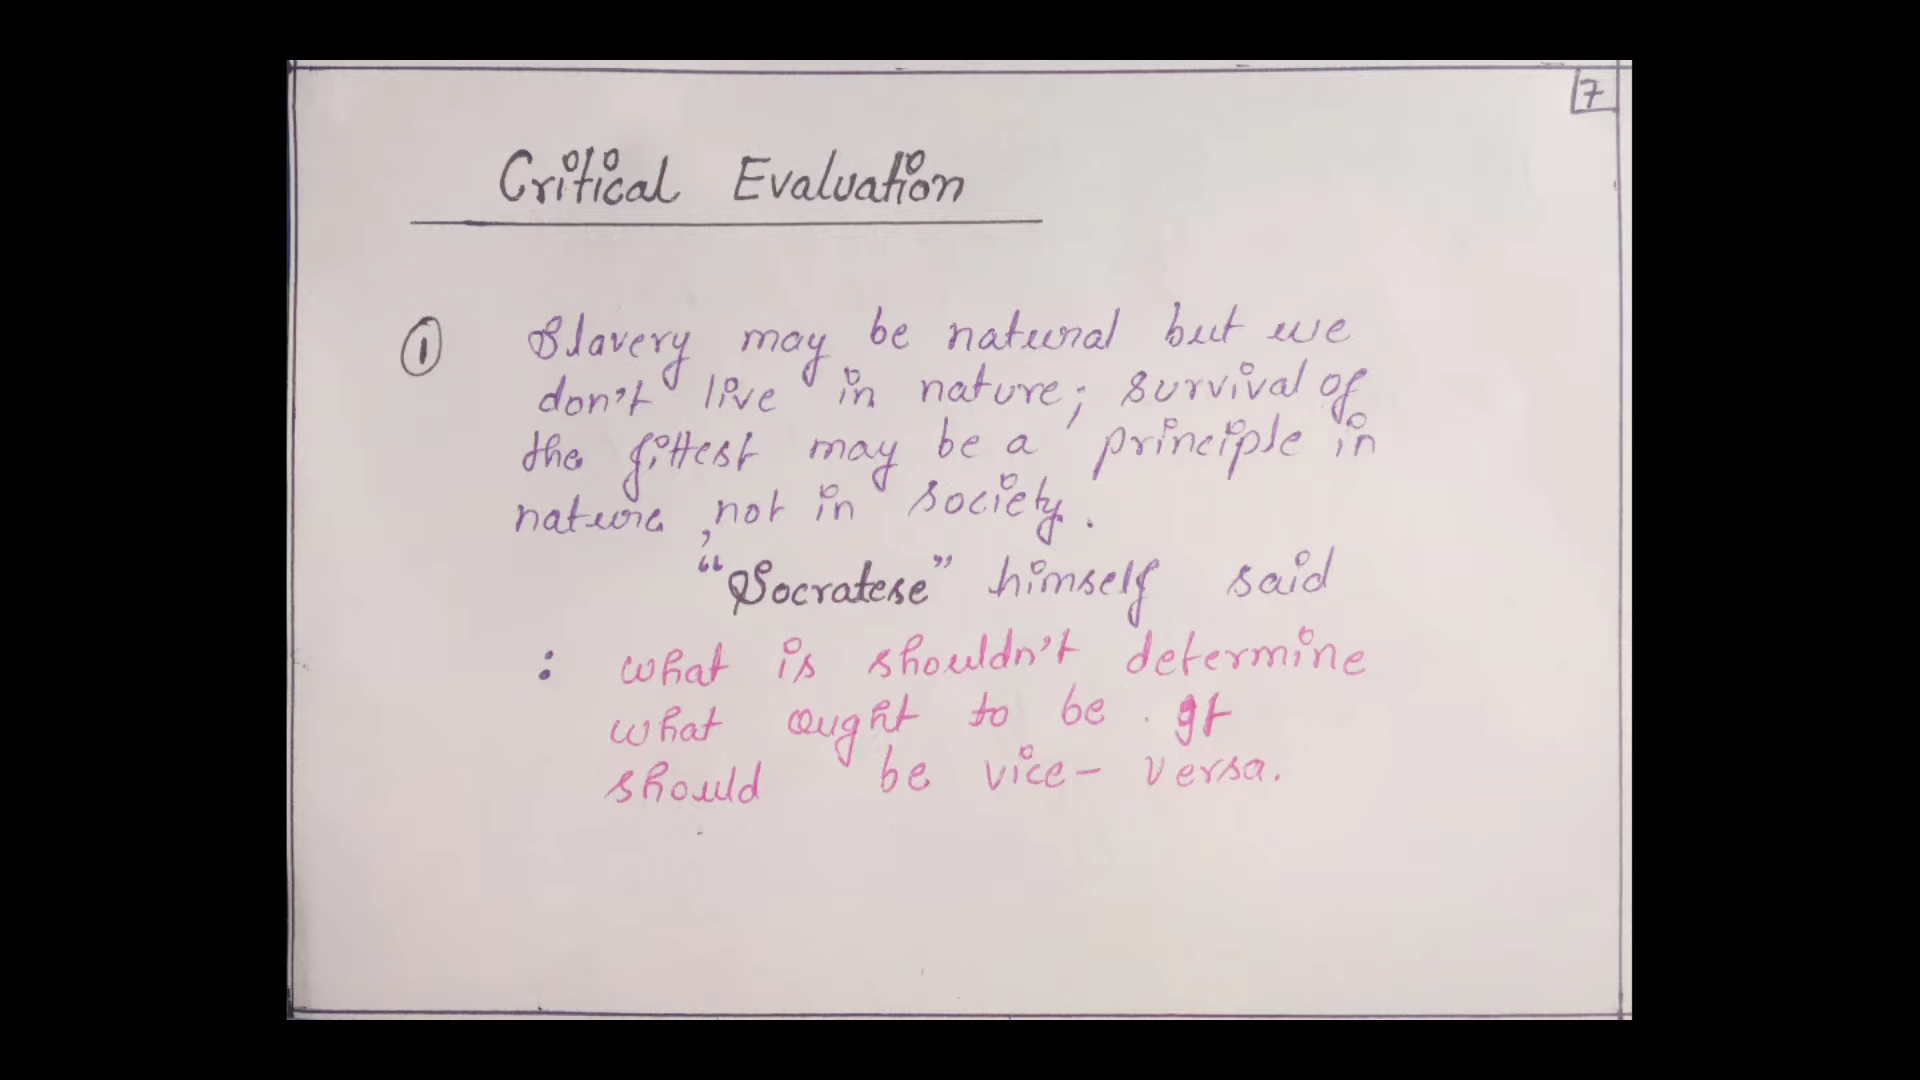 7
Critical Evaluation
1 Slavery may be natural but we
don't live in nature; survival of
the fittest may be a principle in
nature, not in society.
"Socratese" himself said
: what is shouldn't determine
what ought to be. It
should be vice-versa.